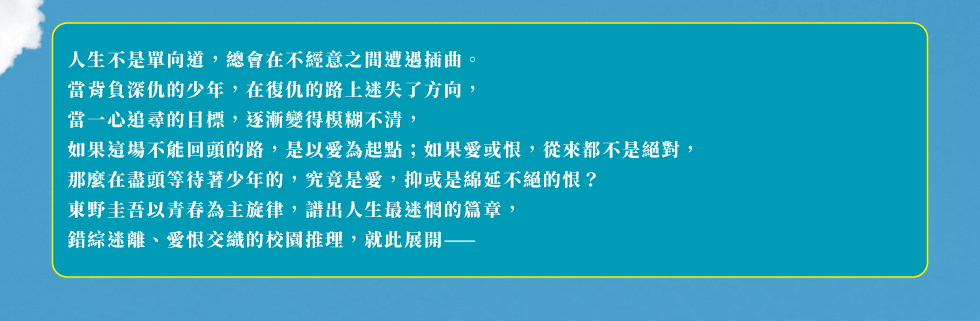 人生不是單向道，總會在不經意之間遭遇插曲。
當背負深仇的少年，在復仇的路上迷失了方向，
當一心追尋的目標，逐漸變得模糊不清，
如果這場不能回頭的路，是以愛為起點；如果愛或恨，從來都不是絕對，
那麼在盡頭等待著少年的，究竟是愛，抑或是綿延不絕的恨？
東野圭吾以青春為主旋律，譜出人生最迷惘的篇章，
錯綜迷離、愛恨交織的校園推理，就此展開——